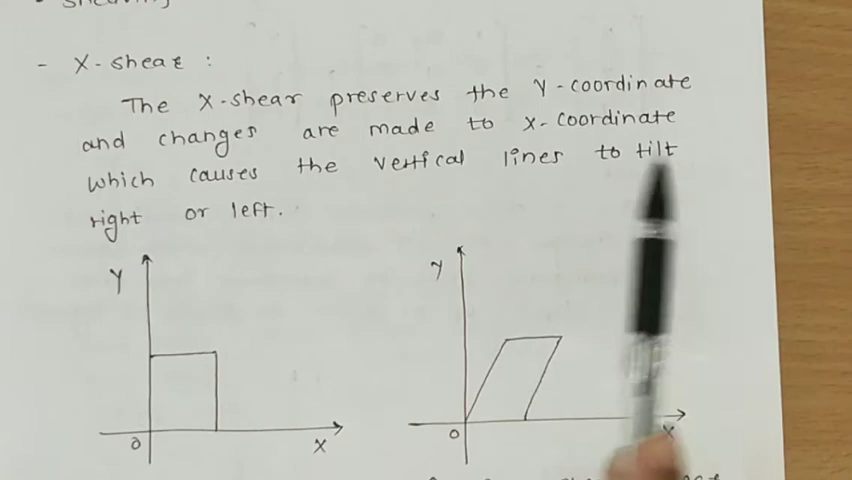 - X-shear :
The X-shear preserves the Y-coordinate
and changes are made to X-coordinate
which causes the vertical lines to tilt
right or left.
Y Y
0 X 0 X